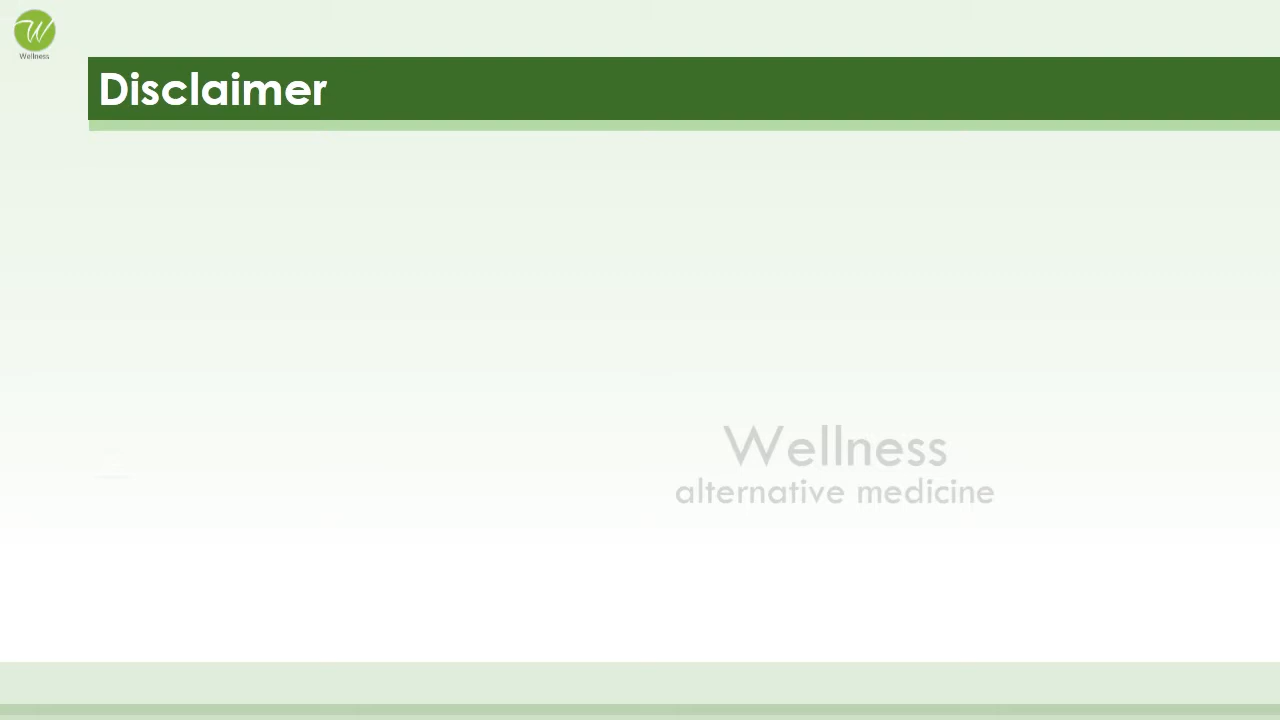 W
Wellness
Disclaimer
Wellness
alternative medicine